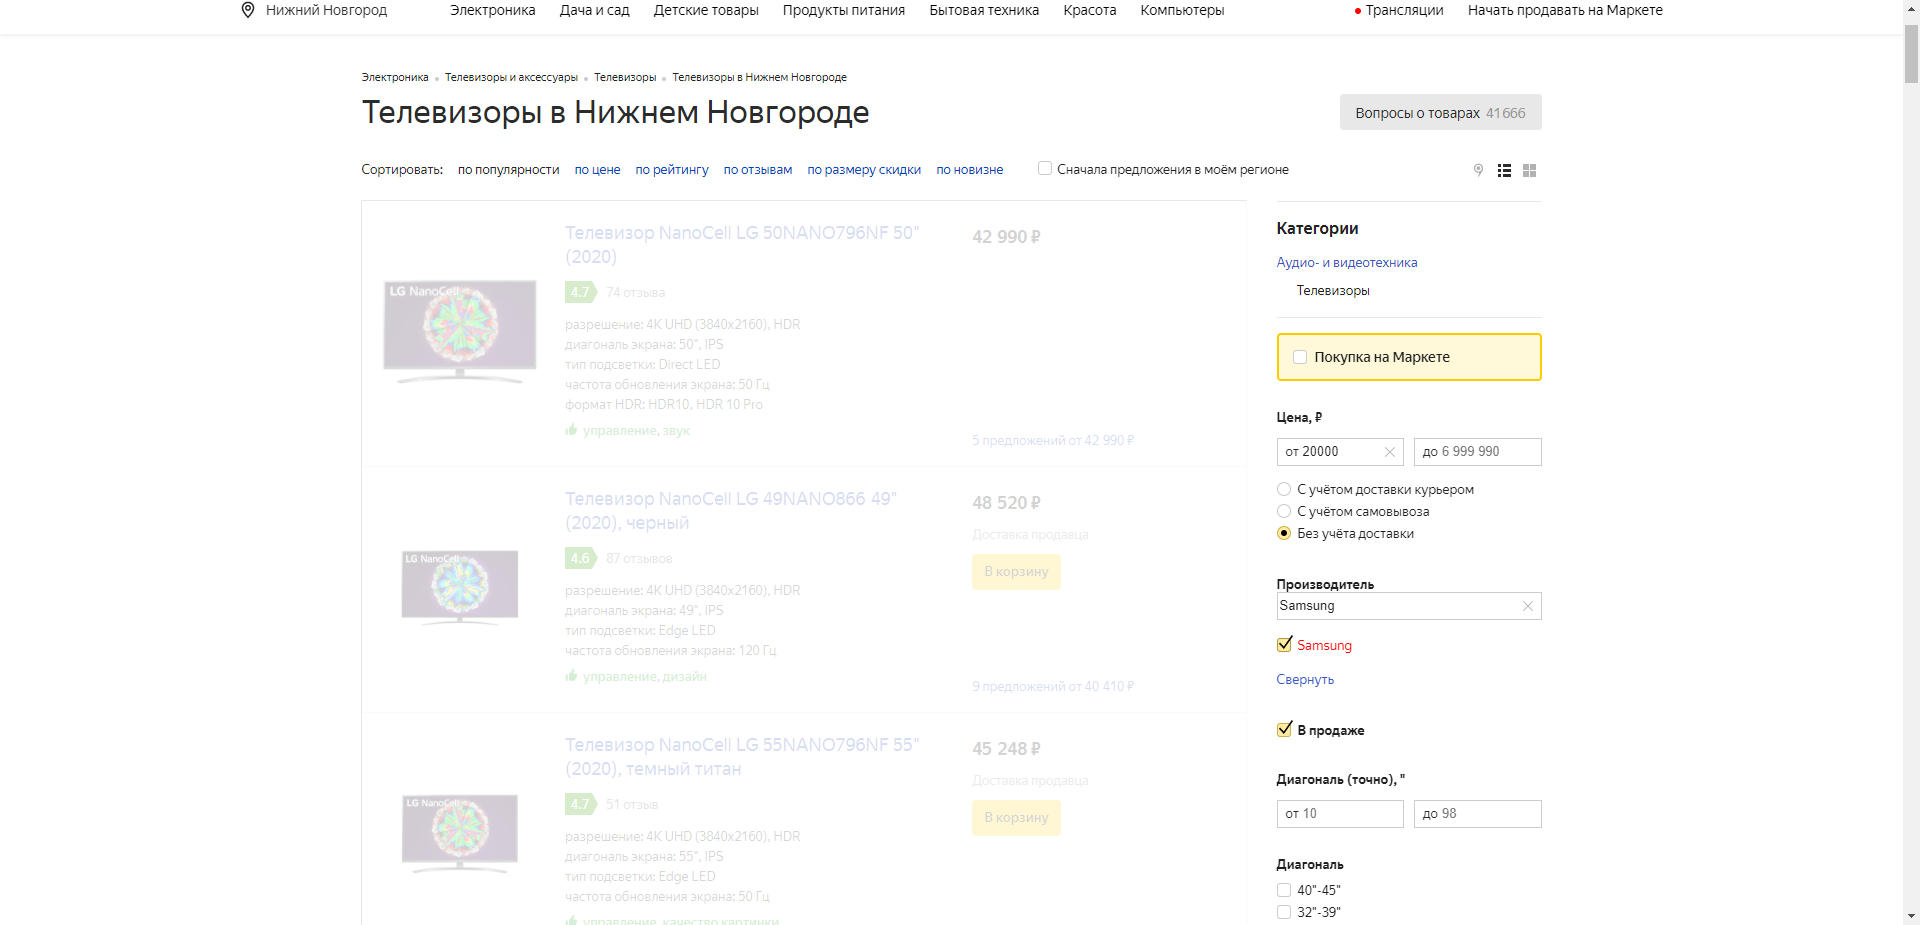 Нижний Новгород Электроника Дача и сад Детские товары Продукты питания Бытовая техника Красота Компьютеры Трансляции Начать продавать на Маркете
Электроника Телевизоры и аксессуары Телевизоры Телевизоры в Нижнем Новгороде
Телевизоры в Нижнем Новгороде
Вопросы о товарах 41666
Сортировать: по популярности по цене по рейтингу по отзывам по размеру скидки по новизне Сначала предложения в моём регионе
LG NanoCell
Телевизор NanoCell LG 50NANO796NF 50"
(2020)
4.7 74 отзыва
разрешение: 4K UHD (3840x2160), HDR
диагональ экрана: 50", IPS
тип подсветки: Direct LED
частота обновления экрана: 50 Гц
формат HDR: HDR10, HDR 10 Pro
управление, звук
42 990 ₽
5 предложений от 42 990 ₽
LG NanoCell
Телевизор NanoCell LG 49NANO866 49"
(2020), черный
4.6 87 отзывов
разрешение: 4K UHD (3840x2160), HDR
диагональ экрана: 49", IPS
тип подсветки: Edge LED
частота обновления экрана: 120 Гц
управление, дизайн
48 520 ₽
Доставка продавца
В корзину
9 предложений от 40 410 ₽
LG NanoCell
Телевизор NanoCell LG 55NANO796NF 55"
(2020), темный титан
4.7 51 отзыв
разрешение: 4K UHD (3840x2160), HDR
диагональ экрана: 55", IPS
тип подсветки: Edge LED
частота обновления экрана: 50 Гц
управление, качество картинки
45 248 ₽
Доставка продавца
В корзину
Категории
Аудио- и видеотехника
Телевизоры
Покупка на Маркете
Цена, ₽
от 20000 до 6 999 990
С учётом доставки курьером
С учётом самовывоза
Без учёта доставки
Производитель
Samsung
Samsung
Свернуть
В продаже
Диагональ (точно), "
от 10 до 98
Диагональ
40"-45"
32"-39"